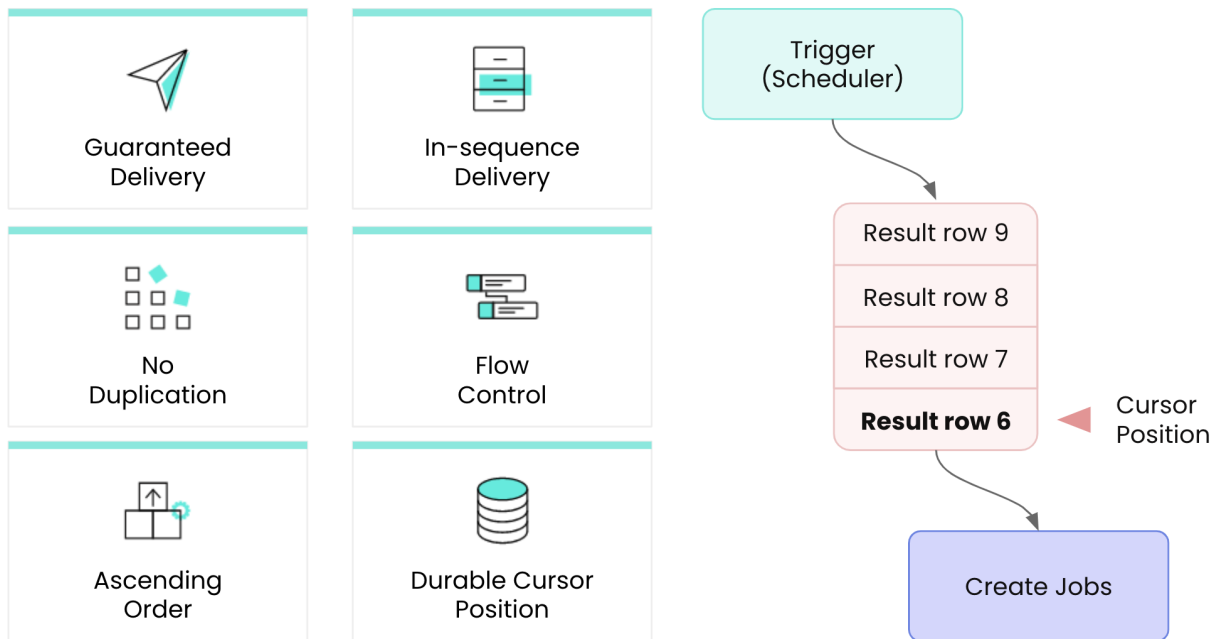 Guaranteed
Delivery
In-sequence
Delivery
No
Duplication
Flow
Control
Ascending
Order
Durable Cursor
Position
Trigger
(Scheduler)
Result row 9
Result row 8
Result row 7
Result row 6
Cursor
Position
Create Jobs